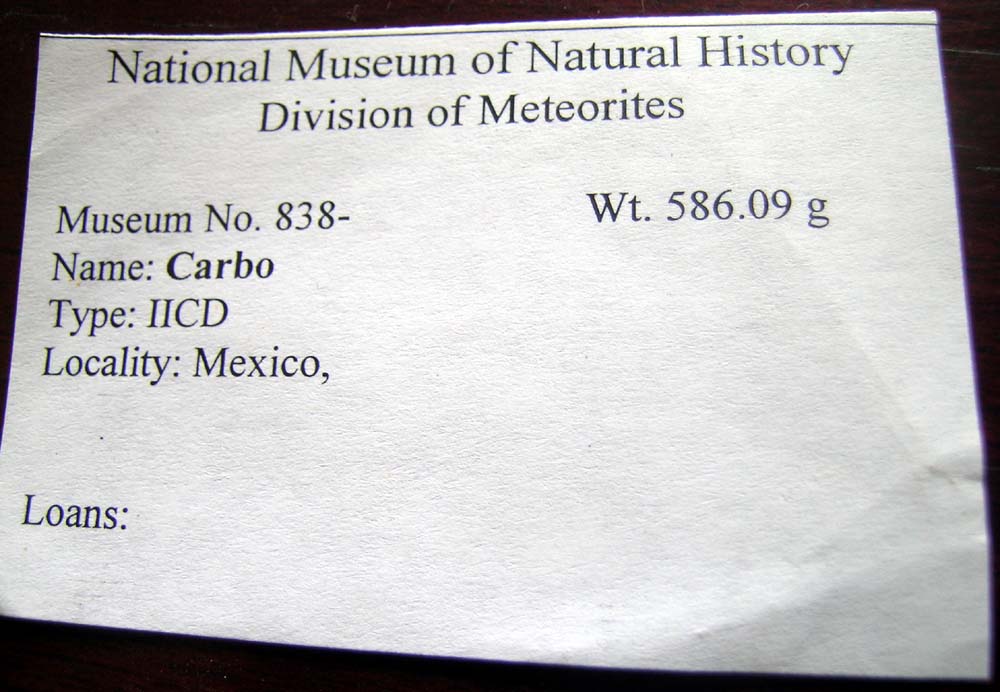 National Museum of Natural History
Division of Meteorites
Museum No. 838- Wt. 586.09 g
Name: Carbo
Type: IICD
Locality: Mexico,
Loans: